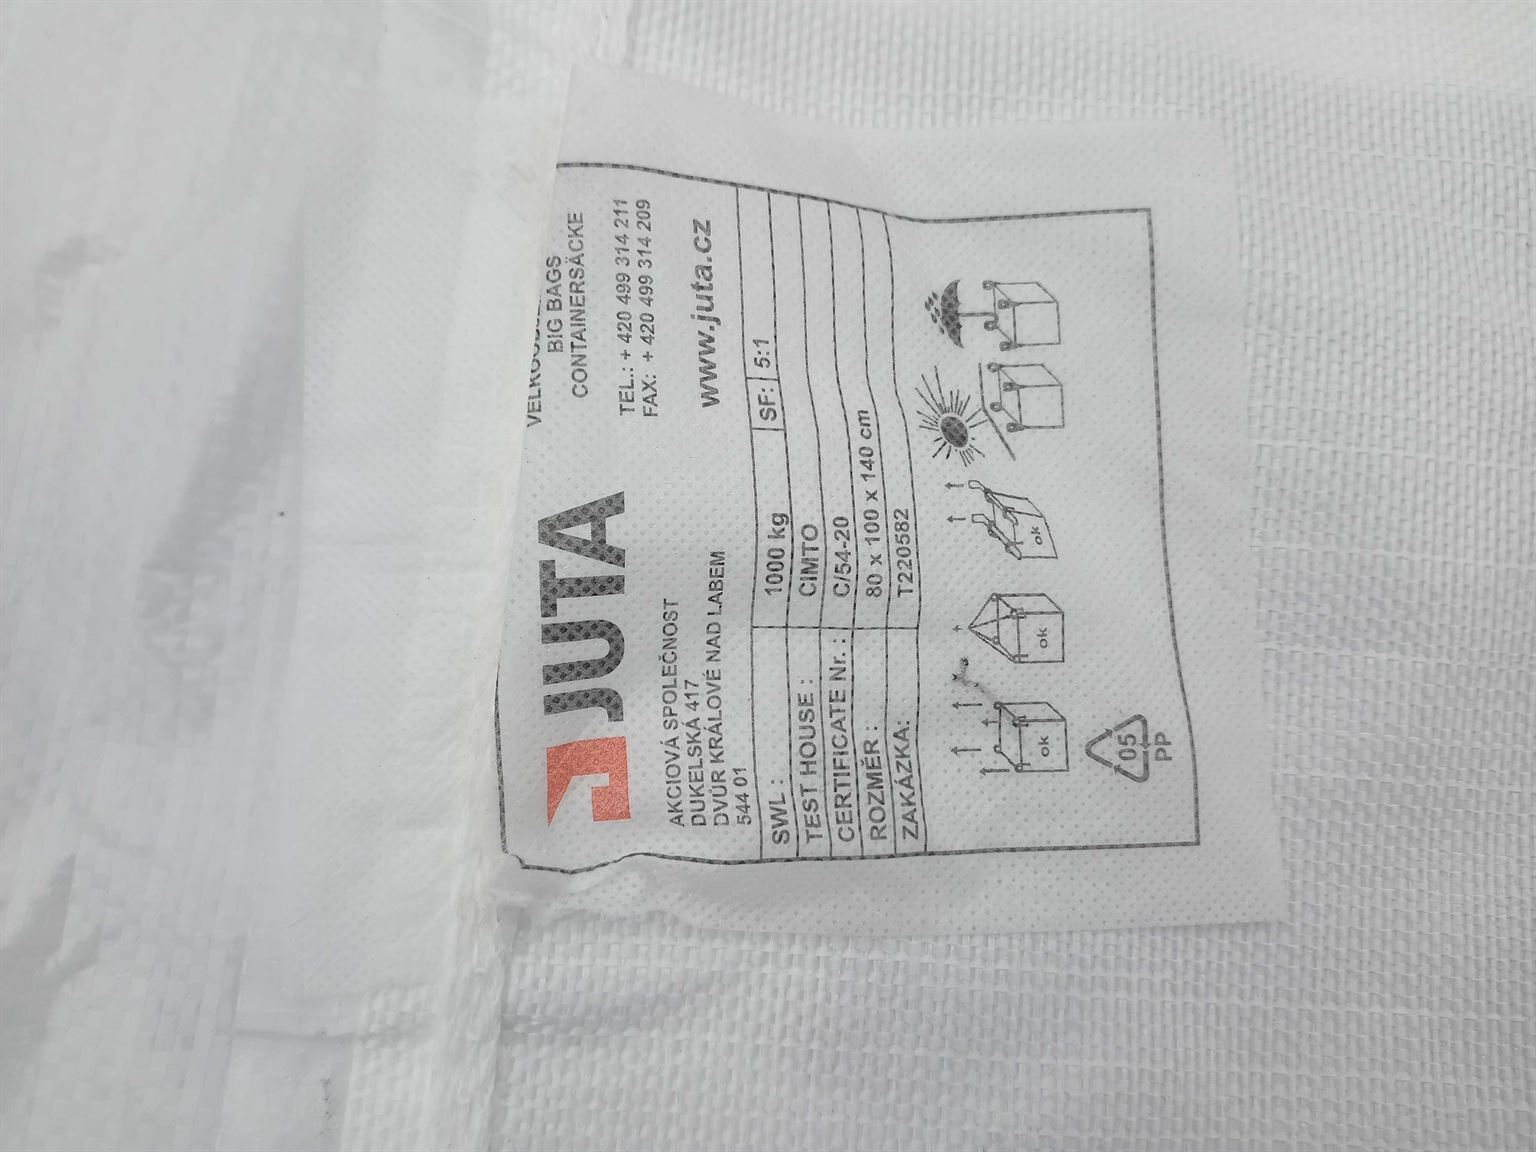 JUTA
BIG BAGS
CONTAINERSÄCKE
TEL.: + 420 499 314 211
FAX: + 420 499 314 209
www.juta.cz
AKCIOVÁ SPOLEČNOST
DUKELSKÁ 417
DVŮR KRÁLOVÉ NAD LABEM
544 01
SWL : 1000 kg SF: 5:1
TEST HOUSE : CIMTO
CERTIFICATE Nr. : C/54-20
ROZMĚR : 80 x 100 x 140 cm
ZAKÁZKA: T220582
ok ok ok
05
PP